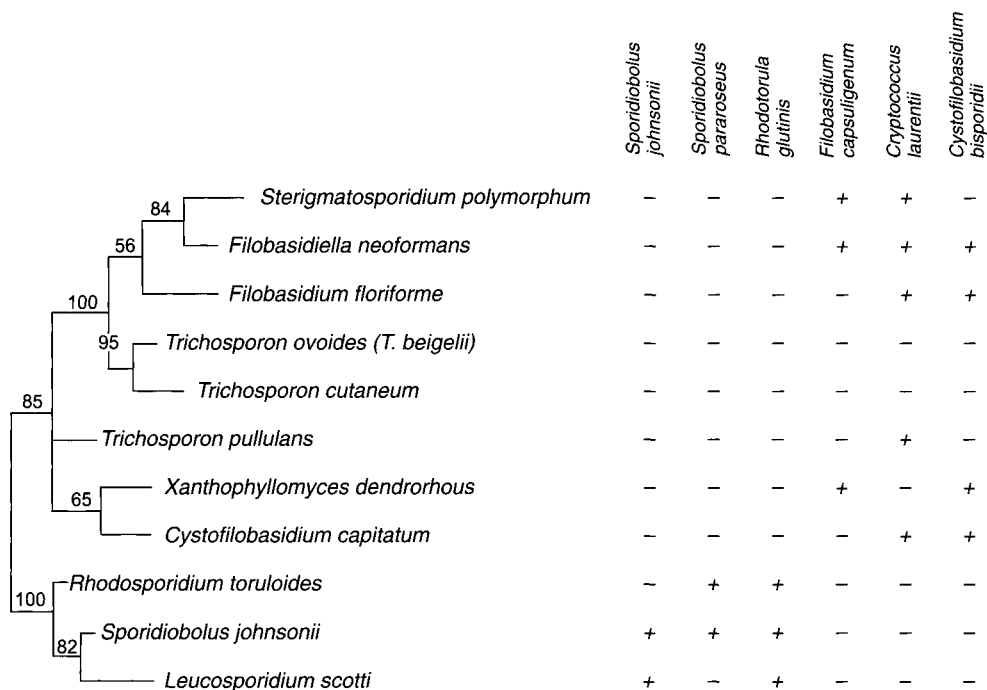 Sporidiobolus
johnsonii
Sporidiobolus
pararoseus
Rhodotorula
glutinis
Filobasidium
capsuligenum
Cryptococcus
laurentii
Cystofilobasidium
bisporidii
84 Sterigmatosporidium polymorphum – – – + + –
56 Filobasidiella neoformans – – – + + +
Filobasidium floriforme – – – – + +
100
95 Trichosporon ovoides (T. beigelii) – – – – – –
Trichosporon cutaneum – – – – – –
85
Trichosporon pullulans – – – – + –
65 Xanthophyllomyces dendrorhous – – – + – +
Cystofilobasidium capitatum – – – – + +
100 Rhodosporidium toruloides – + + – – –
82 Sporidiobolus johnsonii + + + – – –
Leucosporidium scotti + – + – – –